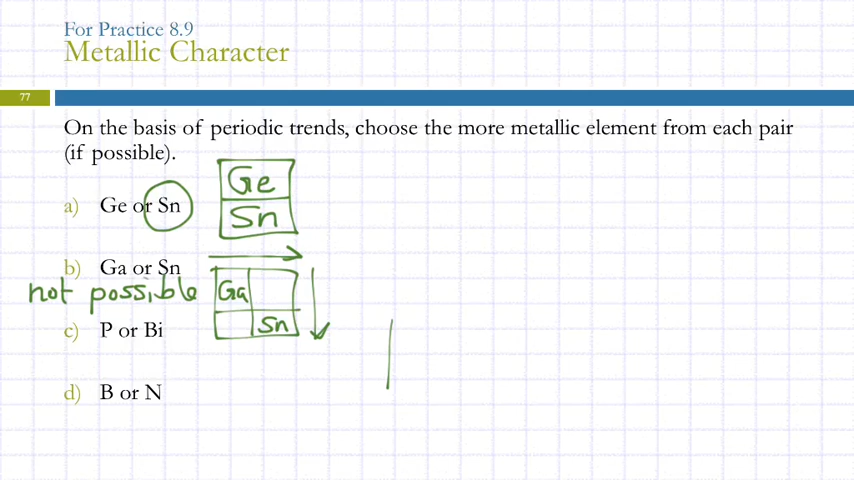 For Practice 8.9
Metallic Character
77
On the basis of periodic trends, choose the more metallic element from each pair
(if possible).
a) Ge or Sn
Ge
Sn
b) Ga or Sn
not possible
Ga
Sn
c) P or Bi
d) B or N